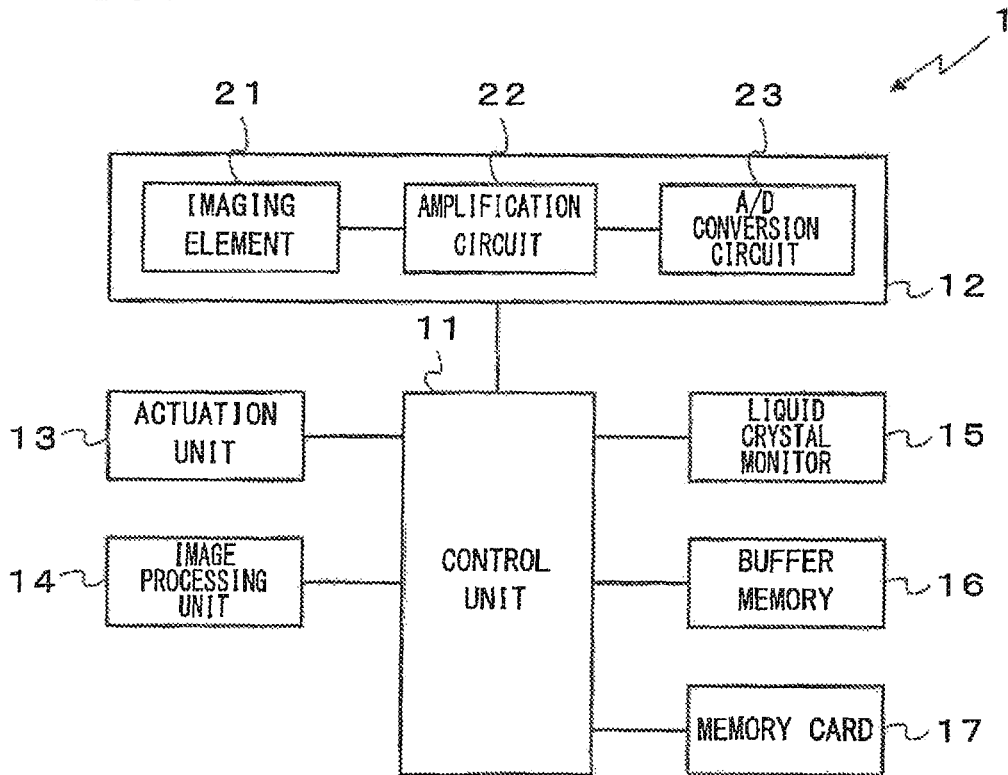 1
21
22
23
IMAGING
ELEMENT
AMPLIFICATION
CIRCUIT
A/D
CONVERSION
CIRCUIT
12
11
13
ACTUATION
UNIT
LIQUID
CRYSTAL
MONITOR
15
14
IMAGE
PROCESSING
UNIT
CONTROL
UNIT
BUFFER
MEMORY
16
MEMORY CARD
17